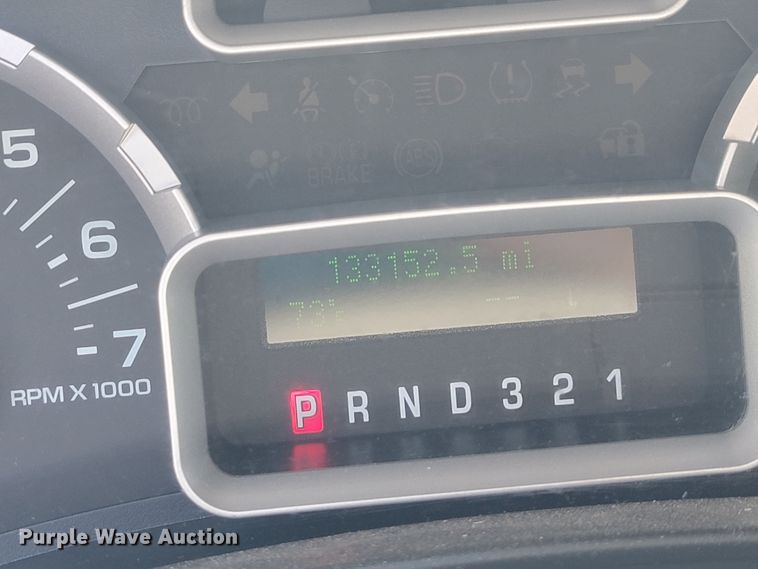 BRAKE
ABS
5
6
7
RPM X 1000
133152.5 mi
73°F
--
P R N D 3 2 1
Purple Wave Auction